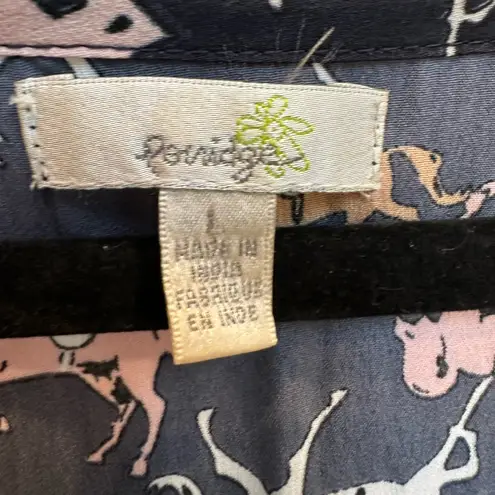 Porridge
L
MADE IN
INDIA
FABRIQUE
EN INDE